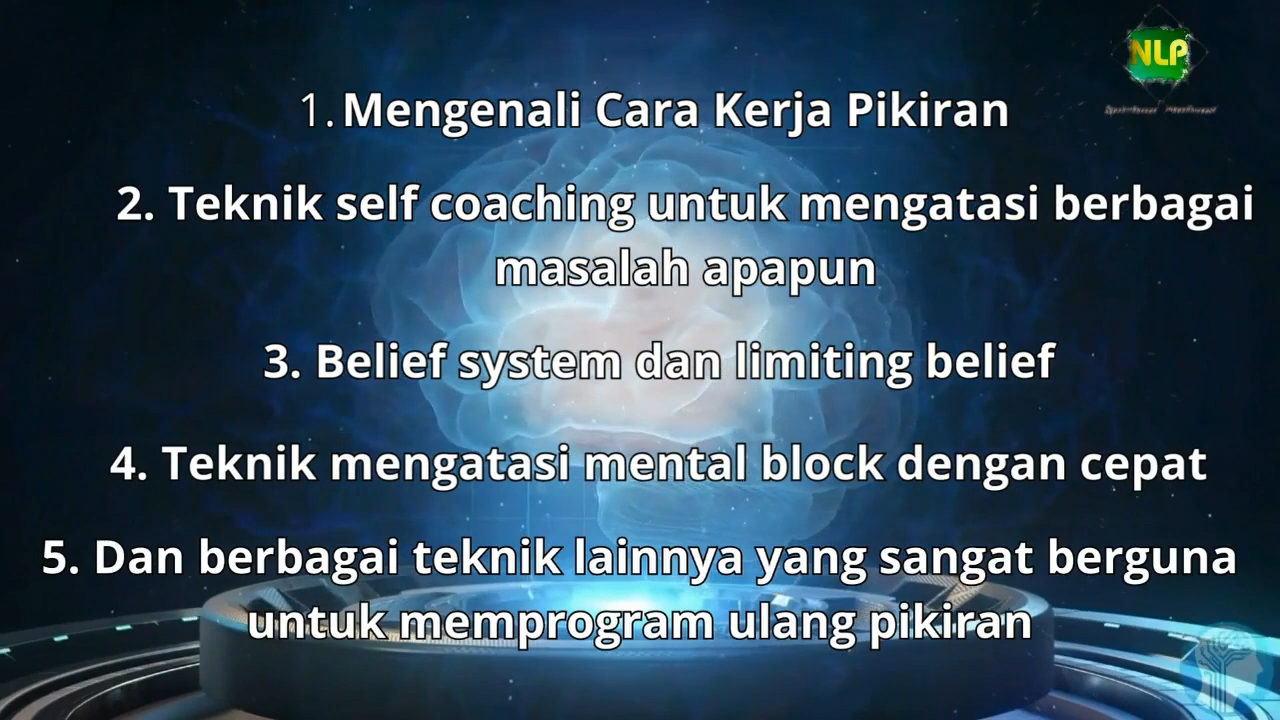 NLP
1. Mengenali Cara Kerja Pikiran
2. Teknik self coaching untuk mengatasi berbagai
masalah apapun
3. Belief system dan limiting belief
4. Teknik mengatasi mental block dengan cepat
5. Dan berbagai teknik lainnya yang sangat berguna
untuk memprogram ulang pikiran